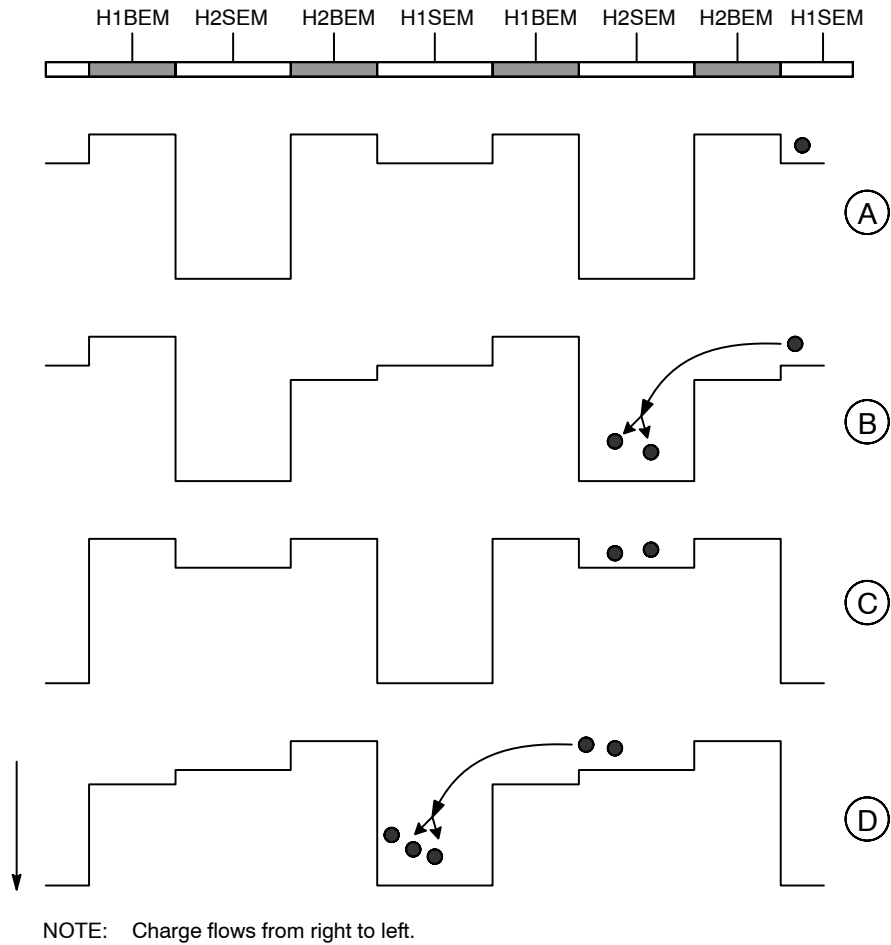 H1BEM H2SEM H2BEM H1SEM H1BEM H2SEM H2BEM H1SEM
A
B
C
D
NOTE: Charge flows from right to left.